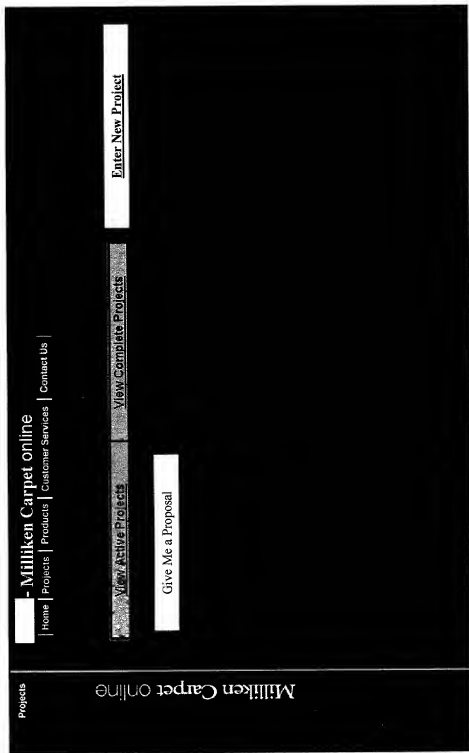 Projects
- Milliken Carpet online
| Home | Projects | Products | Customer Services | Contact Us |
View Active Projects
View Complete Projects
Enter New Project
Give Me a Proposal
Milliken Carpet online